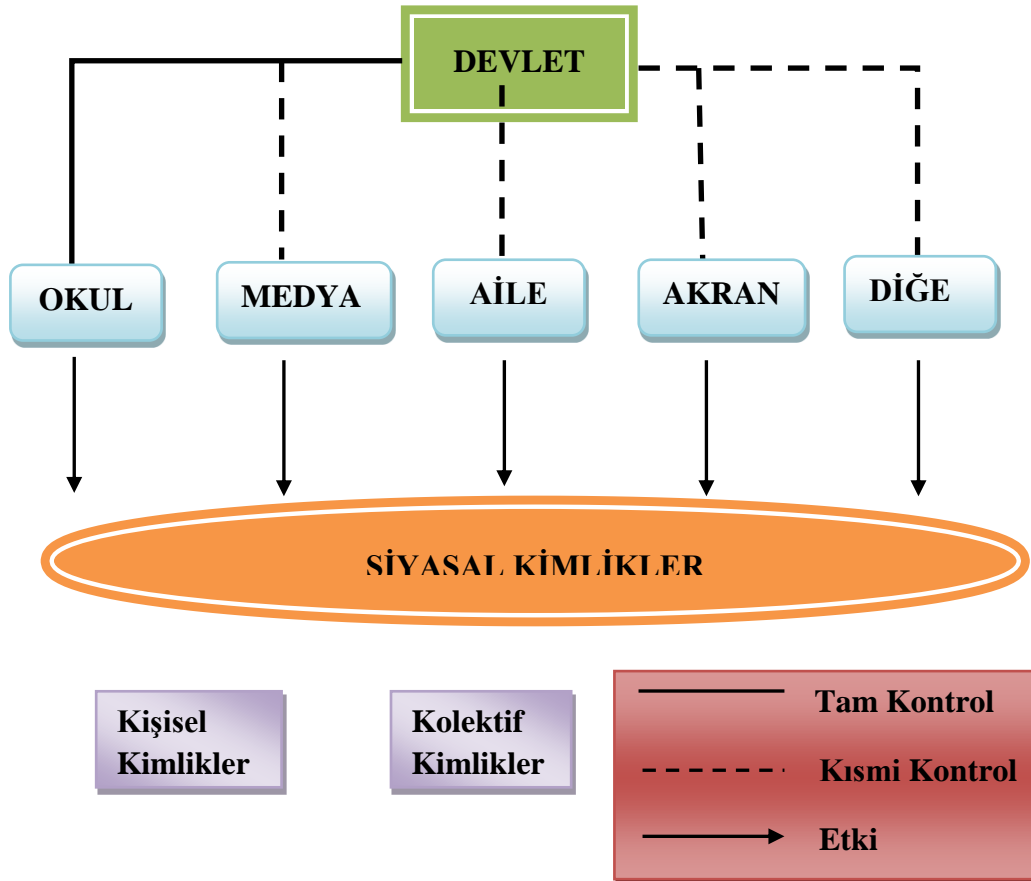 DEVLET
OKUL
MEDYA
AİLE
AKRAN
DİĞE
SİYASAL KİMLİKLER
Kişisel
Kimlikler
Kolektif
Kimlikler
Tam Kontrol
Kısmi Kontrol
Etki